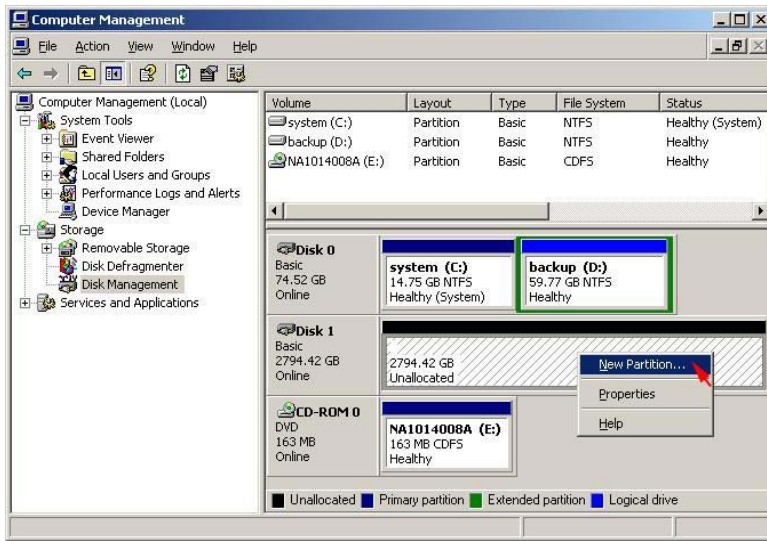 Computer Management
File Action View Window Help
Computer Management (Local)
System Tools
Event Viewer
Shared Folders
Local Users and Groups
Performance Logs and Alerts
Device Manager
Storage
Removable Storage
Disk Defragmenter
Disk Management
Services and Applications
Volume Layout Type File System Status
system (C:) Partition Basic NTFS Healthy (System)
backup (D:) Partition Basic NTFS Healthy
NA1014008A (E:) Partition Basic CDFS Healthy
Disk 0
Basic
74.52 GB
Online
system (C:)
14.75 GB NTFS
Healthy (System)
backup (D:)
59.77 GB NTFS
Healthy
Disk 1
Basic
2794.42 GB
Online
2794.42 GB
Unallocated
New Partition...
Properties
Help
CD-ROM 0
DVD
163 MB
Online
NA1014008A (E:)
163 MB CDFS
Healthy
Unallocated Primary partition Extended partition Logical drive